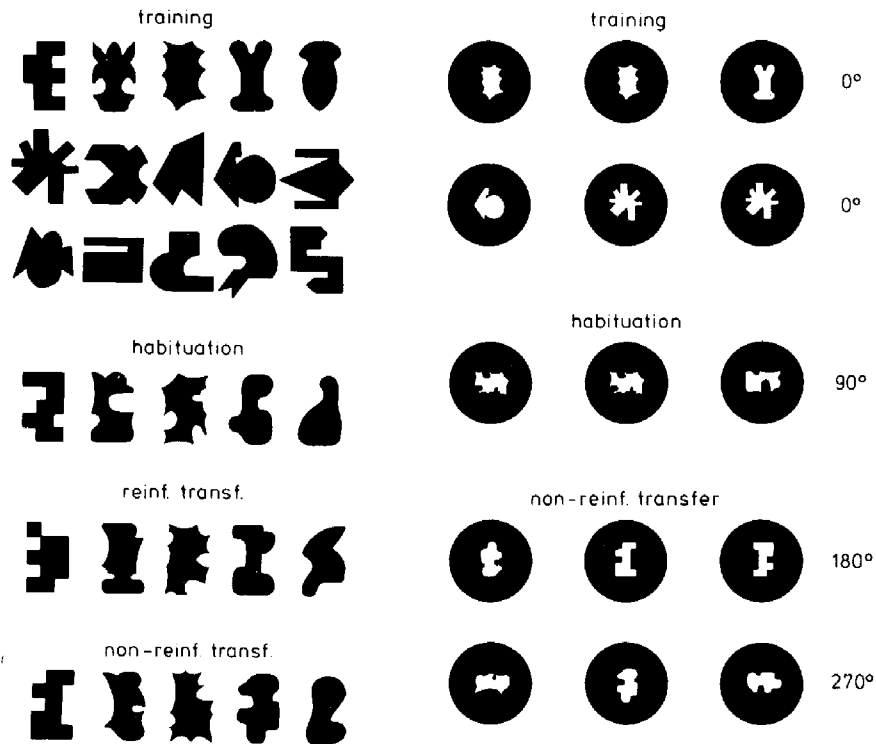 training
habituation
reinf. transf.
non-reinf. transf.
training
0°
0°
habituation
90°
non-reinf. transfer
180°
270°